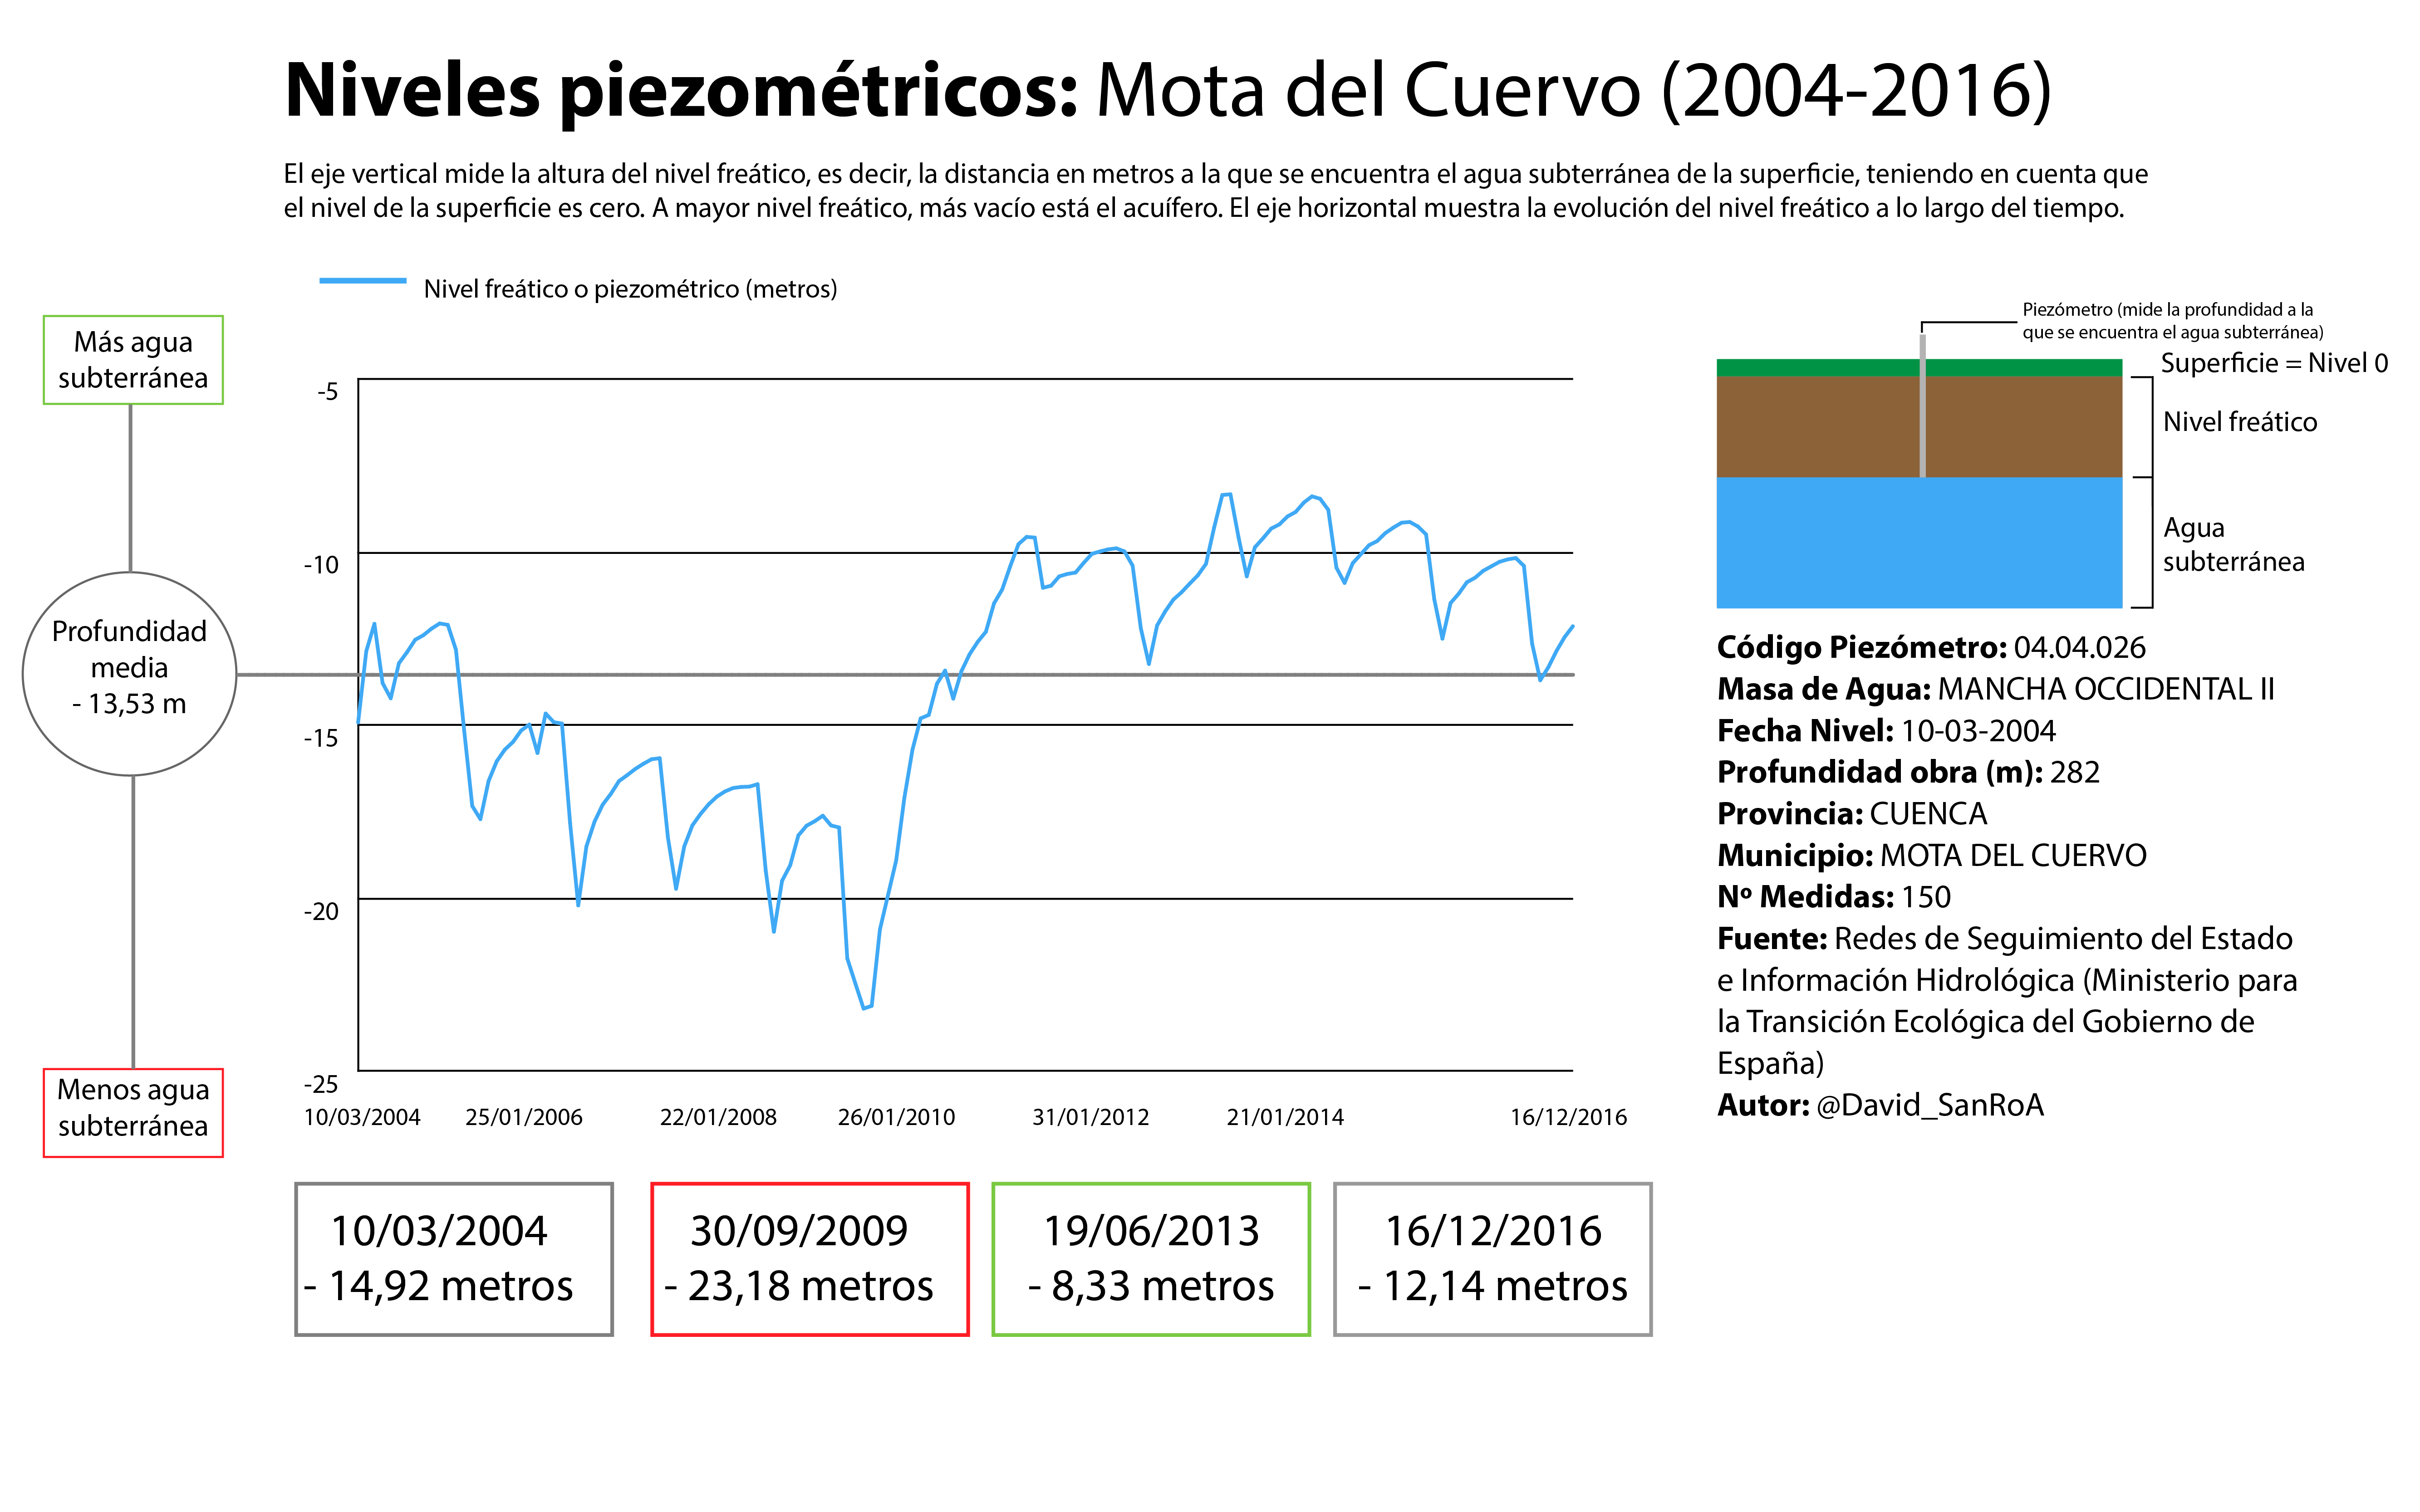 Niveles piezométricos: Mota del Cuervo (2004-2016)
El eje vertical mide la altura del nivel freático, es decir, la distancia en metros a la que se encuentra el agua subterránea de la superficie, teniendo en cuenta que
el nivel de la superficie es cero. A mayor nivel freático, más vacío está el acuífero. El eje horizontal muestra la evolución del nivel freático a lo largo del tiempo.
Nivel freático o piezométrico (metros)
Más agua
subterránea
Profundidad
media
- 13,53 m
Menos agua
subterránea
-5
-10
-15
-20
-25
10/03/2004
25/01/2006
22/01/2008
26/01/2010
31/01/2012
21/01/2014
16/12/2016
10/03/2004
- 14,92 metros
30/09/2009
- 23,18 metros
19/06/2013
- 8,33 metros
16/12/2016
- 12,14 metros
Piezómetro (mide la profundidad a la
que se encuentra el agua subterránea)
Superficie = Nivel 0
Nivel freático
Agua
subterránea
Código Piezómetro: 04.04.026
Masa de Agua: MANCHA OCCIDENTAL II
Fecha Nivel: 10-03-2004
Profundidad obra (m): 282
Provincia: CUENCA
Municipio: MOTA DEL CUERVO
Nº Medidas: 150
Fuente: Redes de Seguimiento del Estado
e Información Hidrológica (Ministerio para
la Transición Ecológica del Gobierno de
España)
Autor: @David_SanRoA